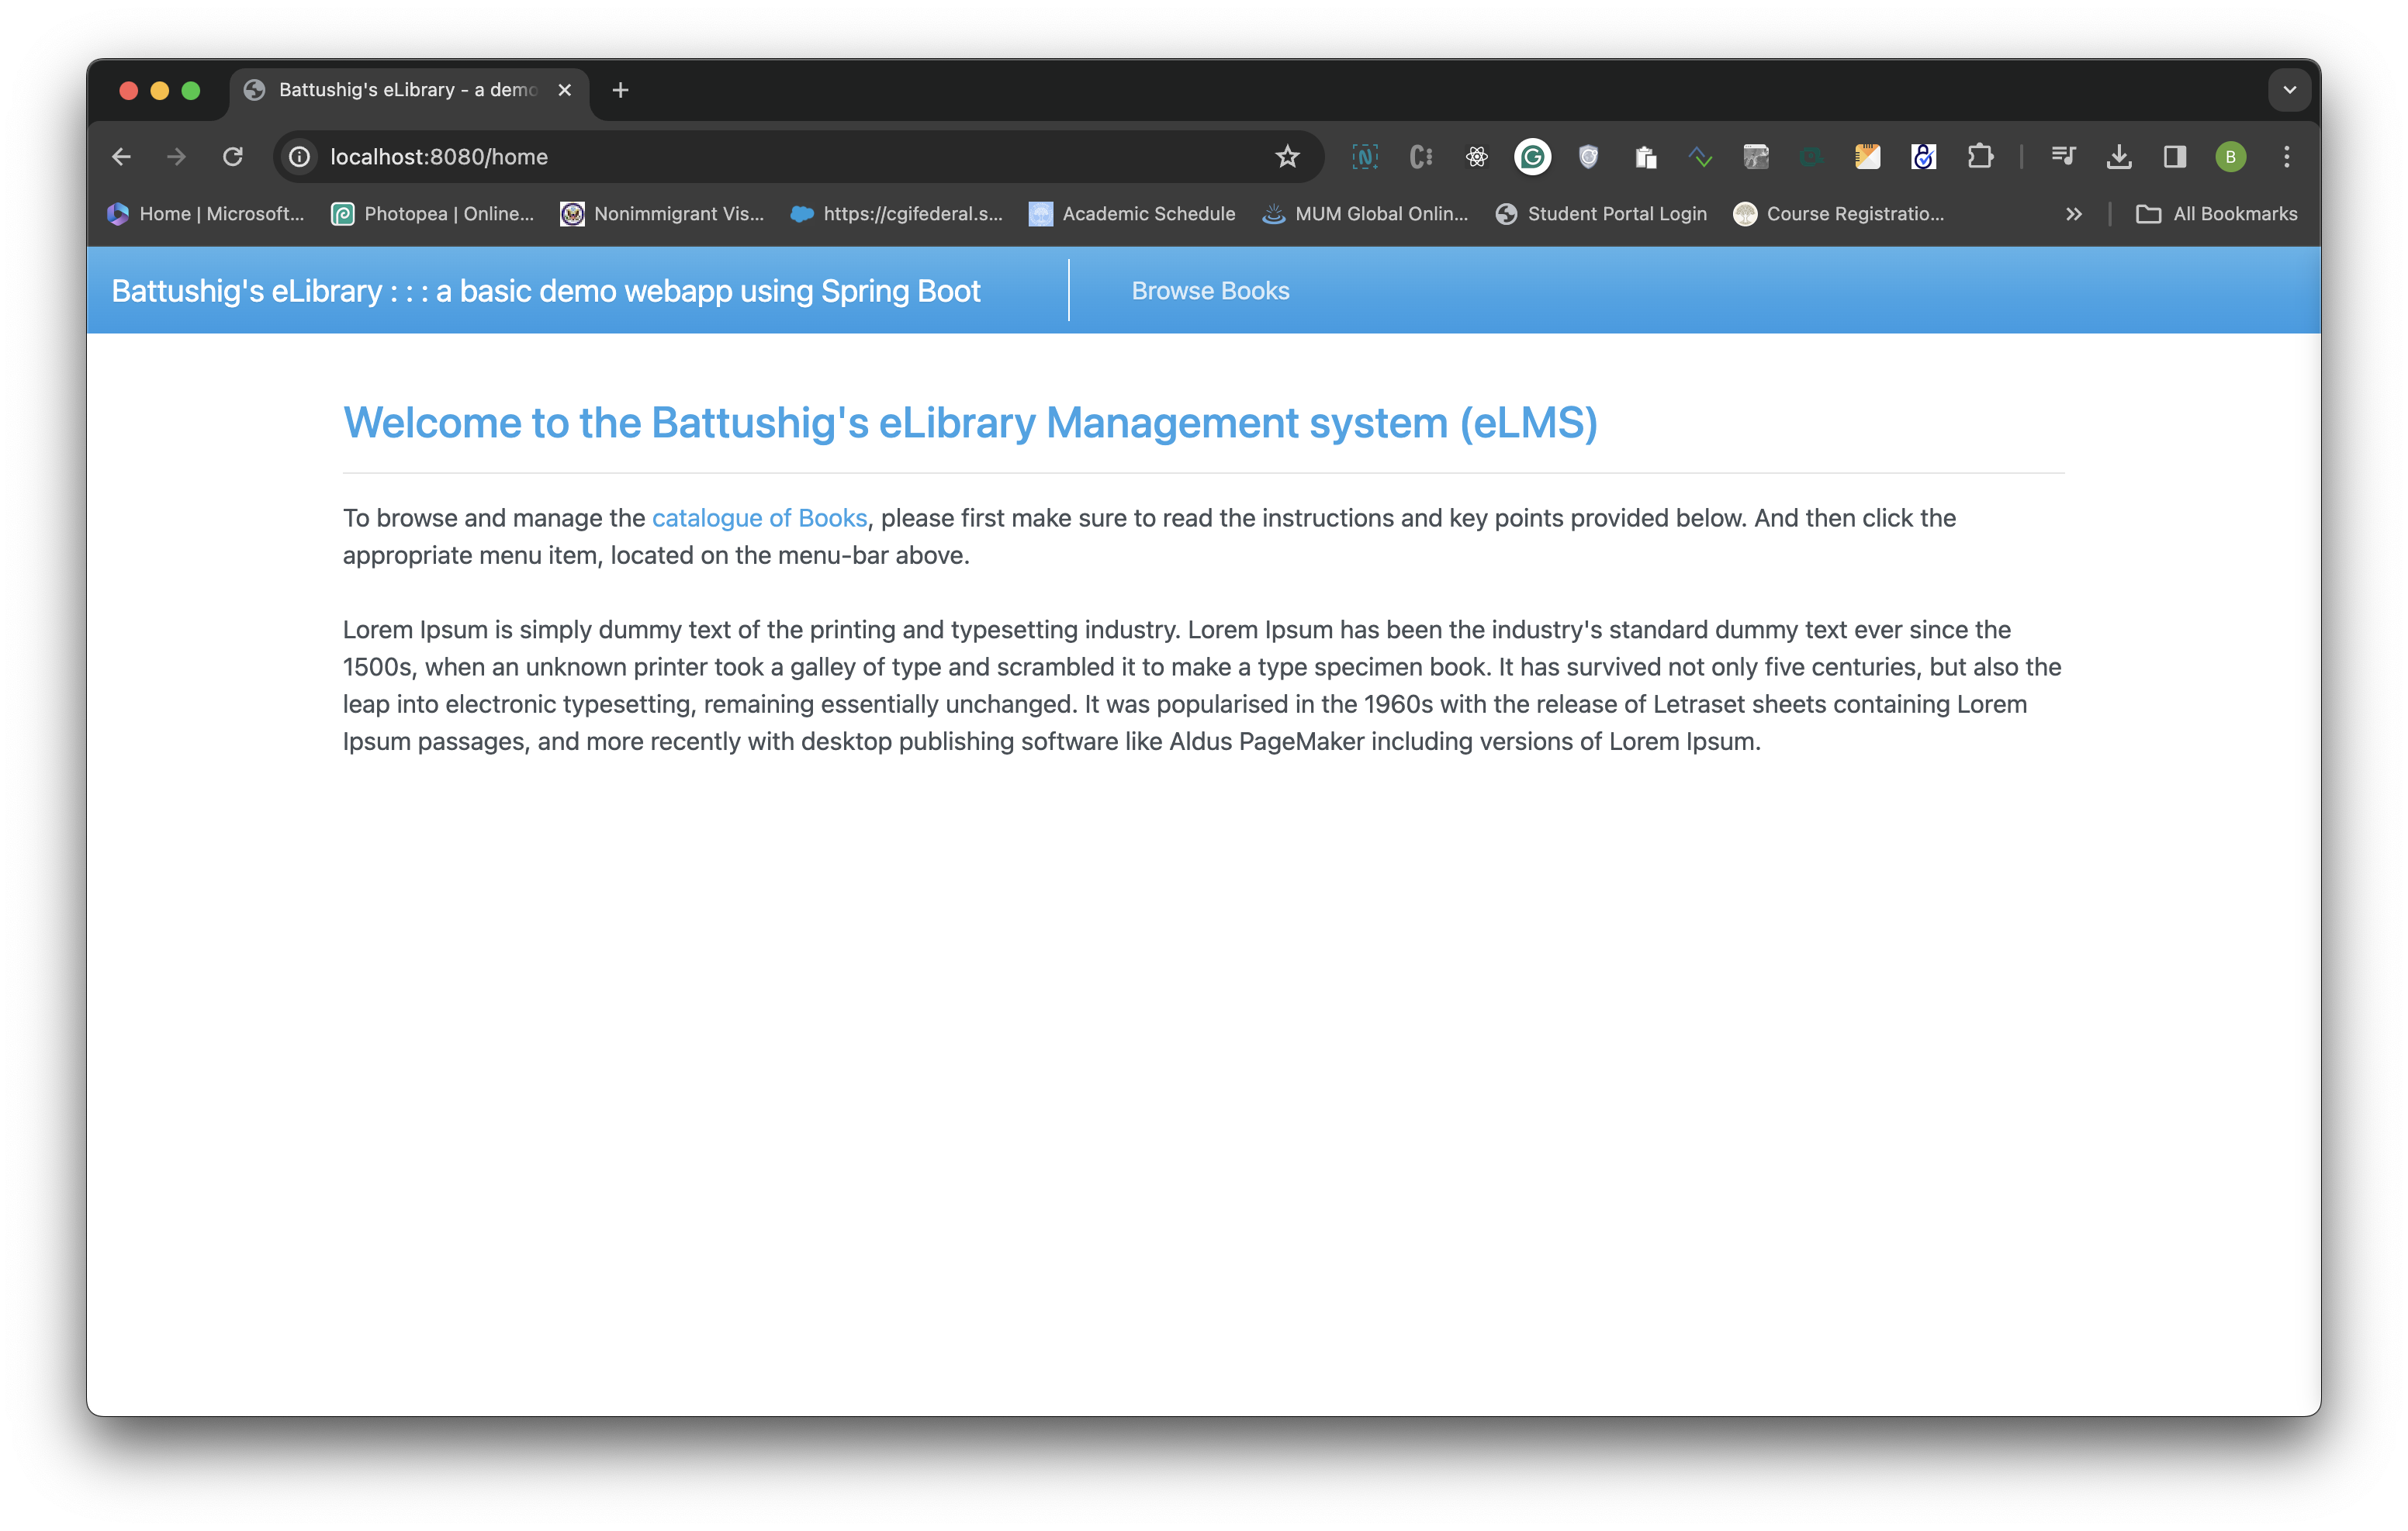 Battushig's eLibrary - a demo
localhost:8080/home
B
Home | Microsoft...
Photopea | Online...
Nonimmigrant Vis...
https://cgifederal.s...
Academic Schedule
MUM Global Onlin...
Student Portal Login
Course Registratio...
All Bookmarks
Battushig's eLibrary : : : a basic demo webapp using Spring Boot
Browse Books
Welcome to the Battushig's eLibrary Management system (eLMS)
To browse and manage the catalogue of Books, please first make sure to read the instructions and key points provided below. And then click the
appropriate menu item, located on the menu-bar above.
Lorem Ipsum is simply dummy text of the printing and typesetting industry. Lorem Ipsum has been the industry's standard dummy text ever since the
1500s, when an unknown printer took a galley of type and scrambled it to make a type specimen book. It has survived not only five centuries, but also the
leap into electronic typesetting, remaining essentially unchanged. It was popularised in the 1960s with the release of Letraset sheets containing Lorem
Ipsum passages, and more recently with desktop publishing software like Aldus PageMaker including versions of Lorem Ipsum.